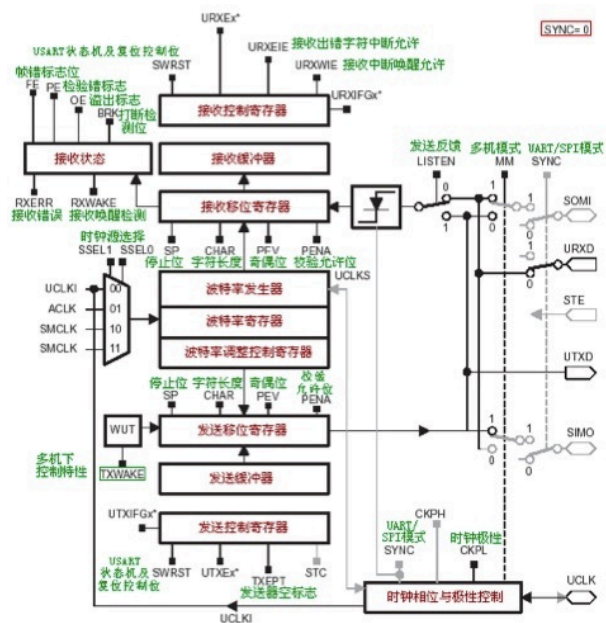 URXEx*
SYNC= 0
USART状态机及复位控制位
URXEIE 接收出错字符中断允许
SWRST
URXWIE 接收中断唤醒允许
帧错标志位
FE
PE 检验错标志
OE 溢出标志
BRK 打断检测位
URXIFGx*
接收控制寄存器
接收状态
接收缓冲器
发送反馈
LISTEN
多机模式
MM
UART/SPI模式
SYNC
RXERR
接收错误
RXWAKE
接收唤醒检测
接收移位寄存器
0
1
1
0
SOMI
1
0
URXD
时钟源选择
SSEL1
SSEL0
SP
停止位
CHAR
字符长度
PEV
奇偶位
PENA
校验允许位
UCLKS
UCLKI
00
ACLK
01
SMCLK
10
SMCLK
11
波特率发生器
波特率寄存器
波特率调整控制寄存器
STE
UTXD
停止位
SP
字符长度
CHAR
奇偶位
PEV
校验
允许位
PENA
WUT
发送移位寄存器
1
0
1
0
SIMO
多机下
控制特性
TXWAKE
发送缓冲器
UTXIFGx*
发送控制寄存器
CKPH
UART/
SPI模式
SYNC
时钟极性
CKPL
USART
状态机及
复位控制位
SWRST
UTXEx*
TXEPT
STC
发送器空标志
时钟相位与极性控制
UCLK
UCLKI